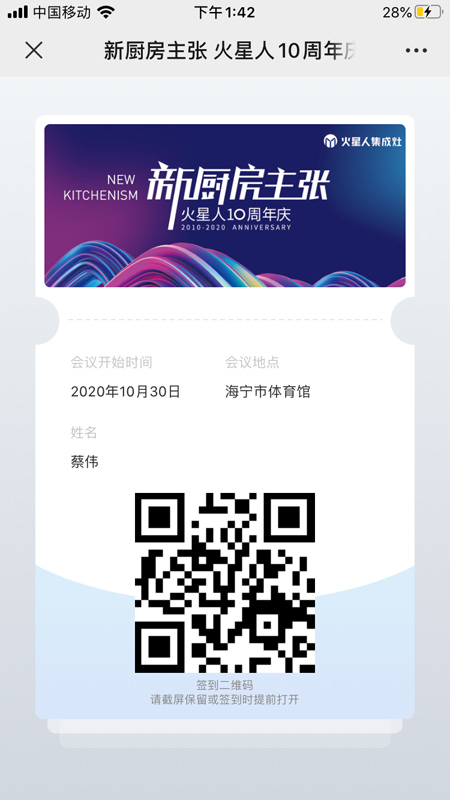 中国移动
下午1:42
28%
新厨房主张 火星人10周年
火星人集成灶
NEW
KITCHENISM
新厨房主张
火星人10周年庆
2010-2020 ANNIVERSARY
会议开始时间
会议地点
2020年10月30日
海宁市体育馆
姓名
蔡伟
签到二维码
请截屏保留或签到时提前打开